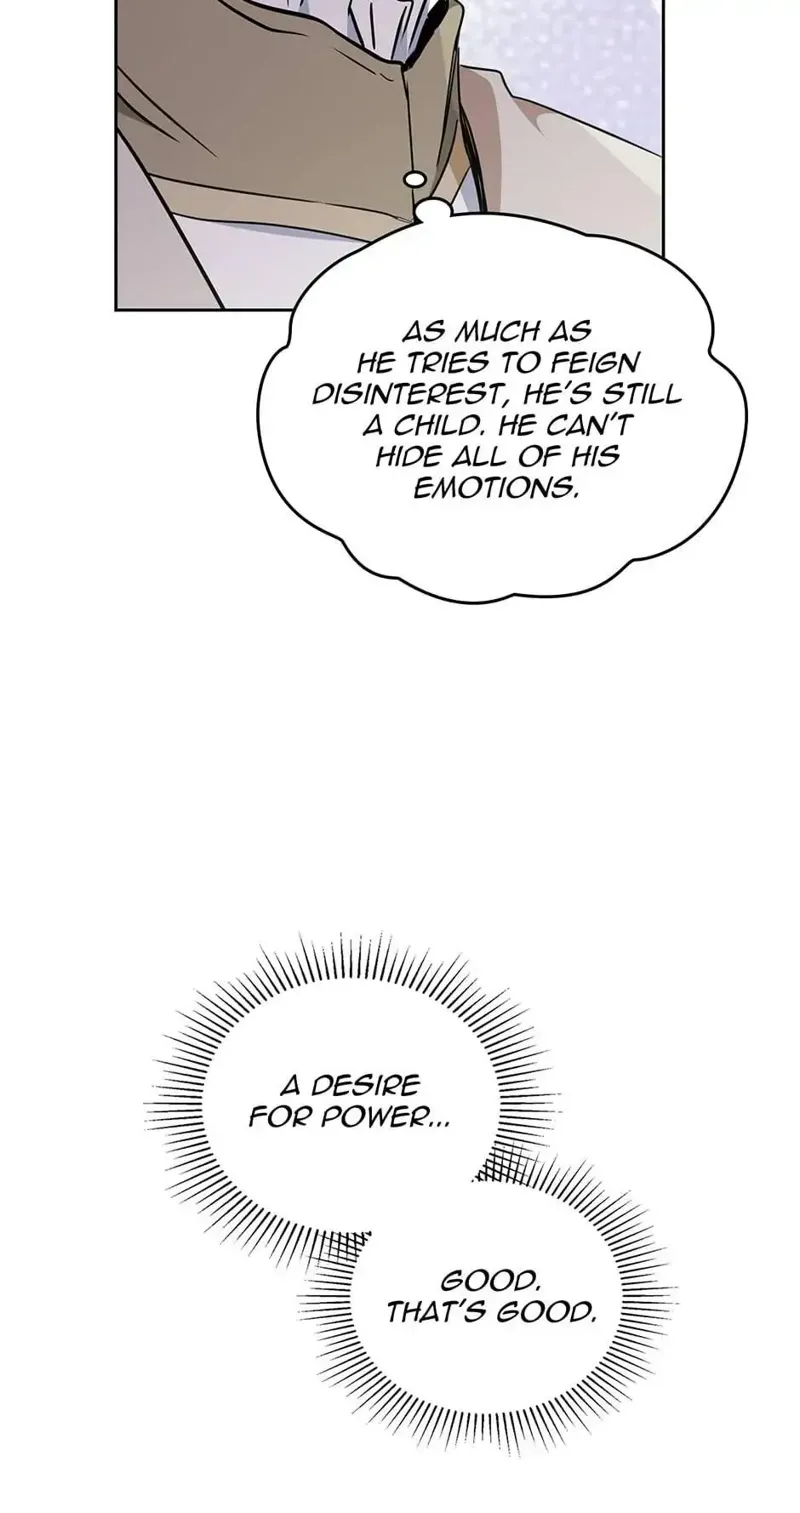 AS MUCH AS
HE TRIES TO FEIGN
DISINTEREST, HE'S STILL
A CHILD. HE CAN'T
HIDE ALL OF HIS
EMOTIONS.
A DESIRE
FOR POWER...
GOOD.
THAT'S GOOD.